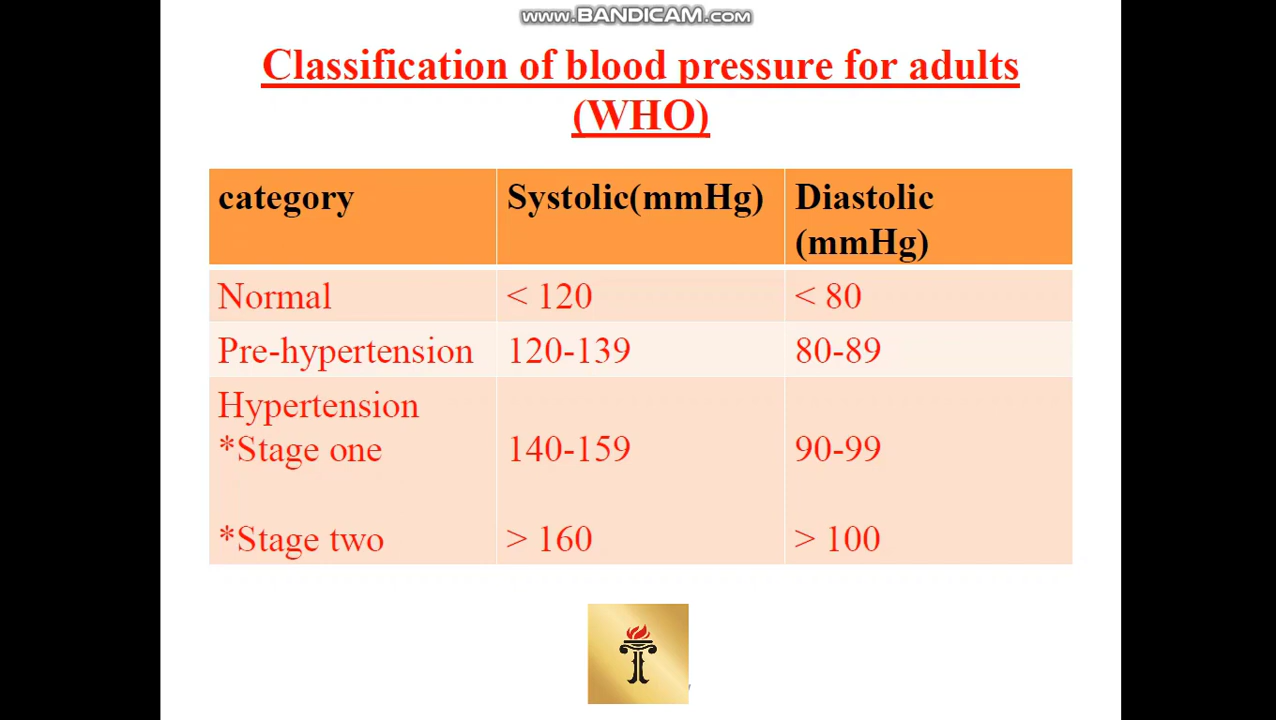 www.BANDICAM.com
Classification of blood pressure for adults
(WHO)
category Systolic(mmHg) Diastolic
(mmHg)
Normal < 120 < 80
Pre-hypertension 120-139 80-89
Hypertension
*Stage one 140-159 90-99
*Stage two > 160 > 100